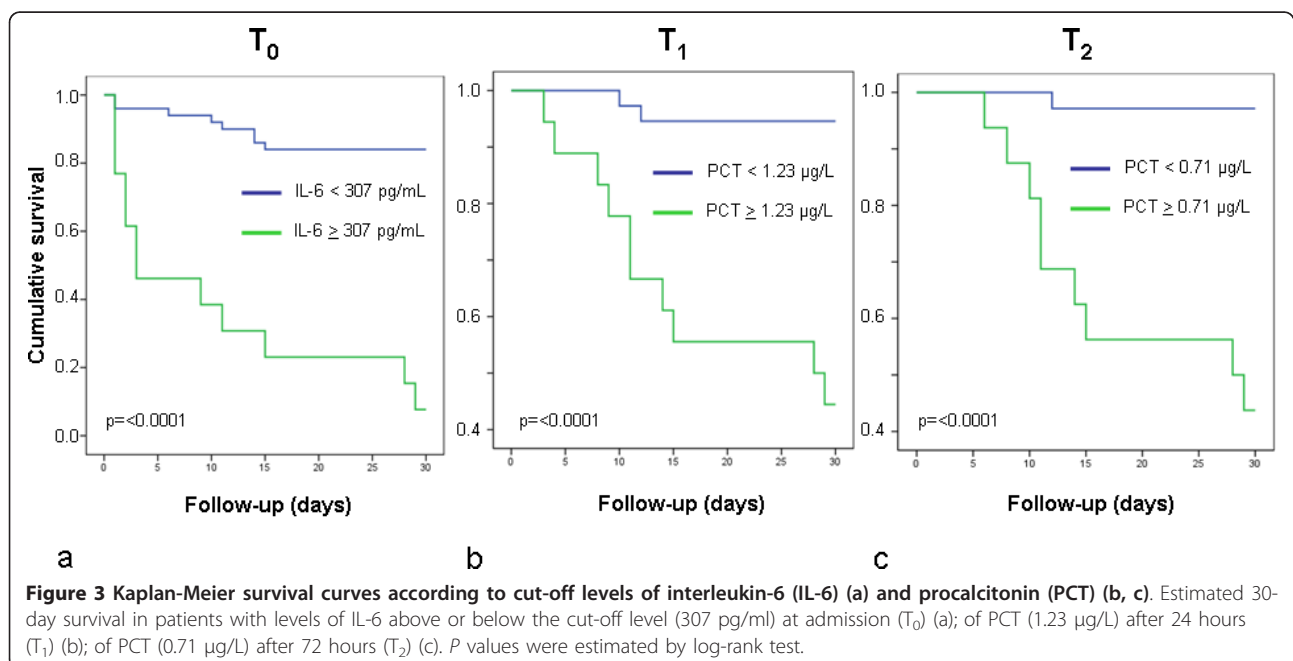 T0
T1
T2
Cumulative survival
1.0
0.8
0.6
0.4
0.2
0.0
IL-6 < 307 pg/mL
IL-6 ≥ 307 pg/mL
p=<0.0001
0 5 10 15 20 25 30
Follow-up (days)
a
1.0
0.8
0.6
0.4
PCT < 1.23 µg/L
PCT ≥ 1.23 µg/L
p=<0.0001
0 5 10 15 20 25 30
Follow-up (days)
b
1.0
0.8
0.6
0.4
PCT < 0.71 µg/L
PCT ≥ 0.71 µg/L
p=<0.0001
0 5 10 15 20 25 30
Follow-up (days)
c
Figure 3 Kaplan-Meier survival curves according to cut-off levels of interleukin-6 (IL-6) (a) and procalcitonin (PCT) (b, c). Estimated 30-
day survival in patients with levels of IL-6 above or below the cut-off level (307 pg/ml) at admission (T0) (a); of PCT (1.23 µg/L) after 24 hours
(T1) (b); of PCT (0.71 µg/L) after 72 hours (T2) (c). P values were estimated by log-rank test.